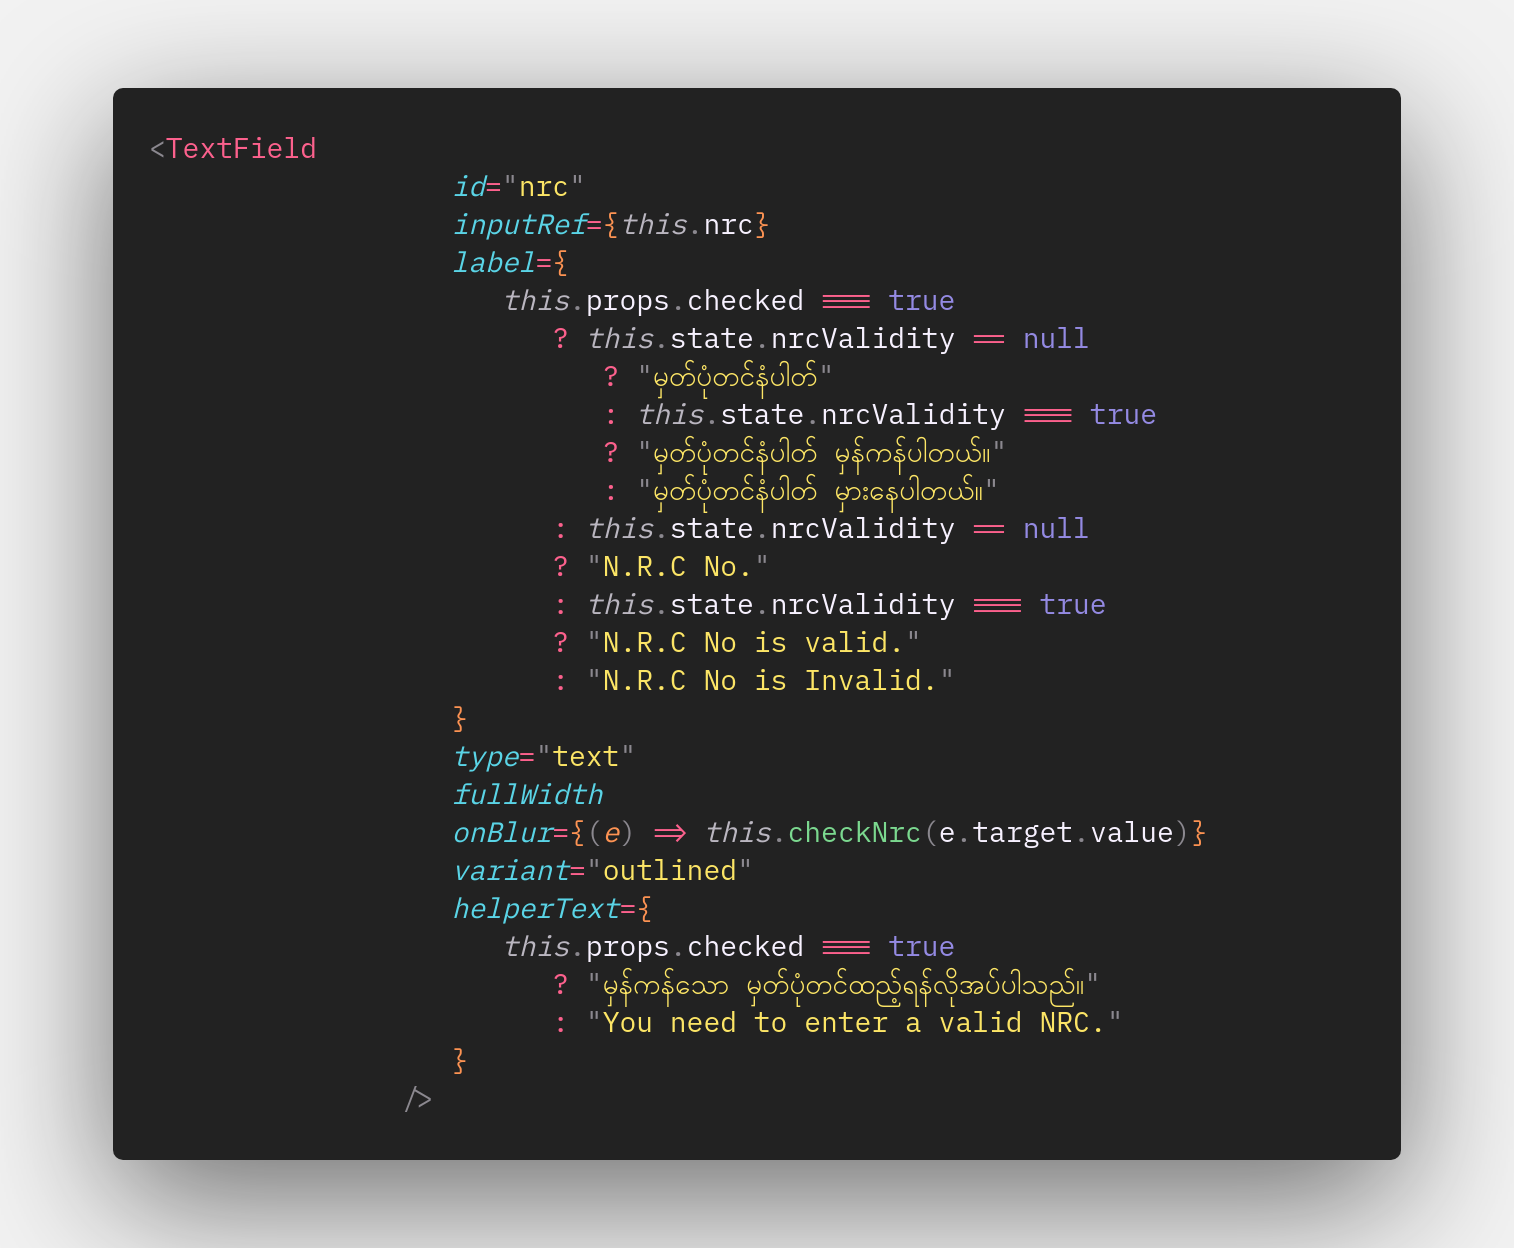 <TextField
id="nrc"
inputRef={this.nrc}
label={
this.props.checked === true
? this.state.nrcValidity == null
? "မှတ်ပုံတင်နံပါတ်"
: this.state.nrcValidity === true
? "မှတ်ပုံတင်နံပါတ် မှန်ကန်ပါတယ်။"
: "မှတ်ပုံတင်နံပါတ် မှားနေပါတယ်။"
: this.state.nrcValidity == null
? "N.R.C No."
: this.state.nrcValidity === true
? "N.R.C No is valid."
: "N.R.C No is Invalid."
}
type="text"
fullWidth
onBlur={(e) => this.checkNrc(e.target.value)}
variant="outlined"
helperText={
this.props.checked === true
? "မှန်ကန်သော မှတ်ပုံတင်ထည့်ရန်လိုအပ်ပါသည်။"
: "You need to enter a valid NRC."
}
/>